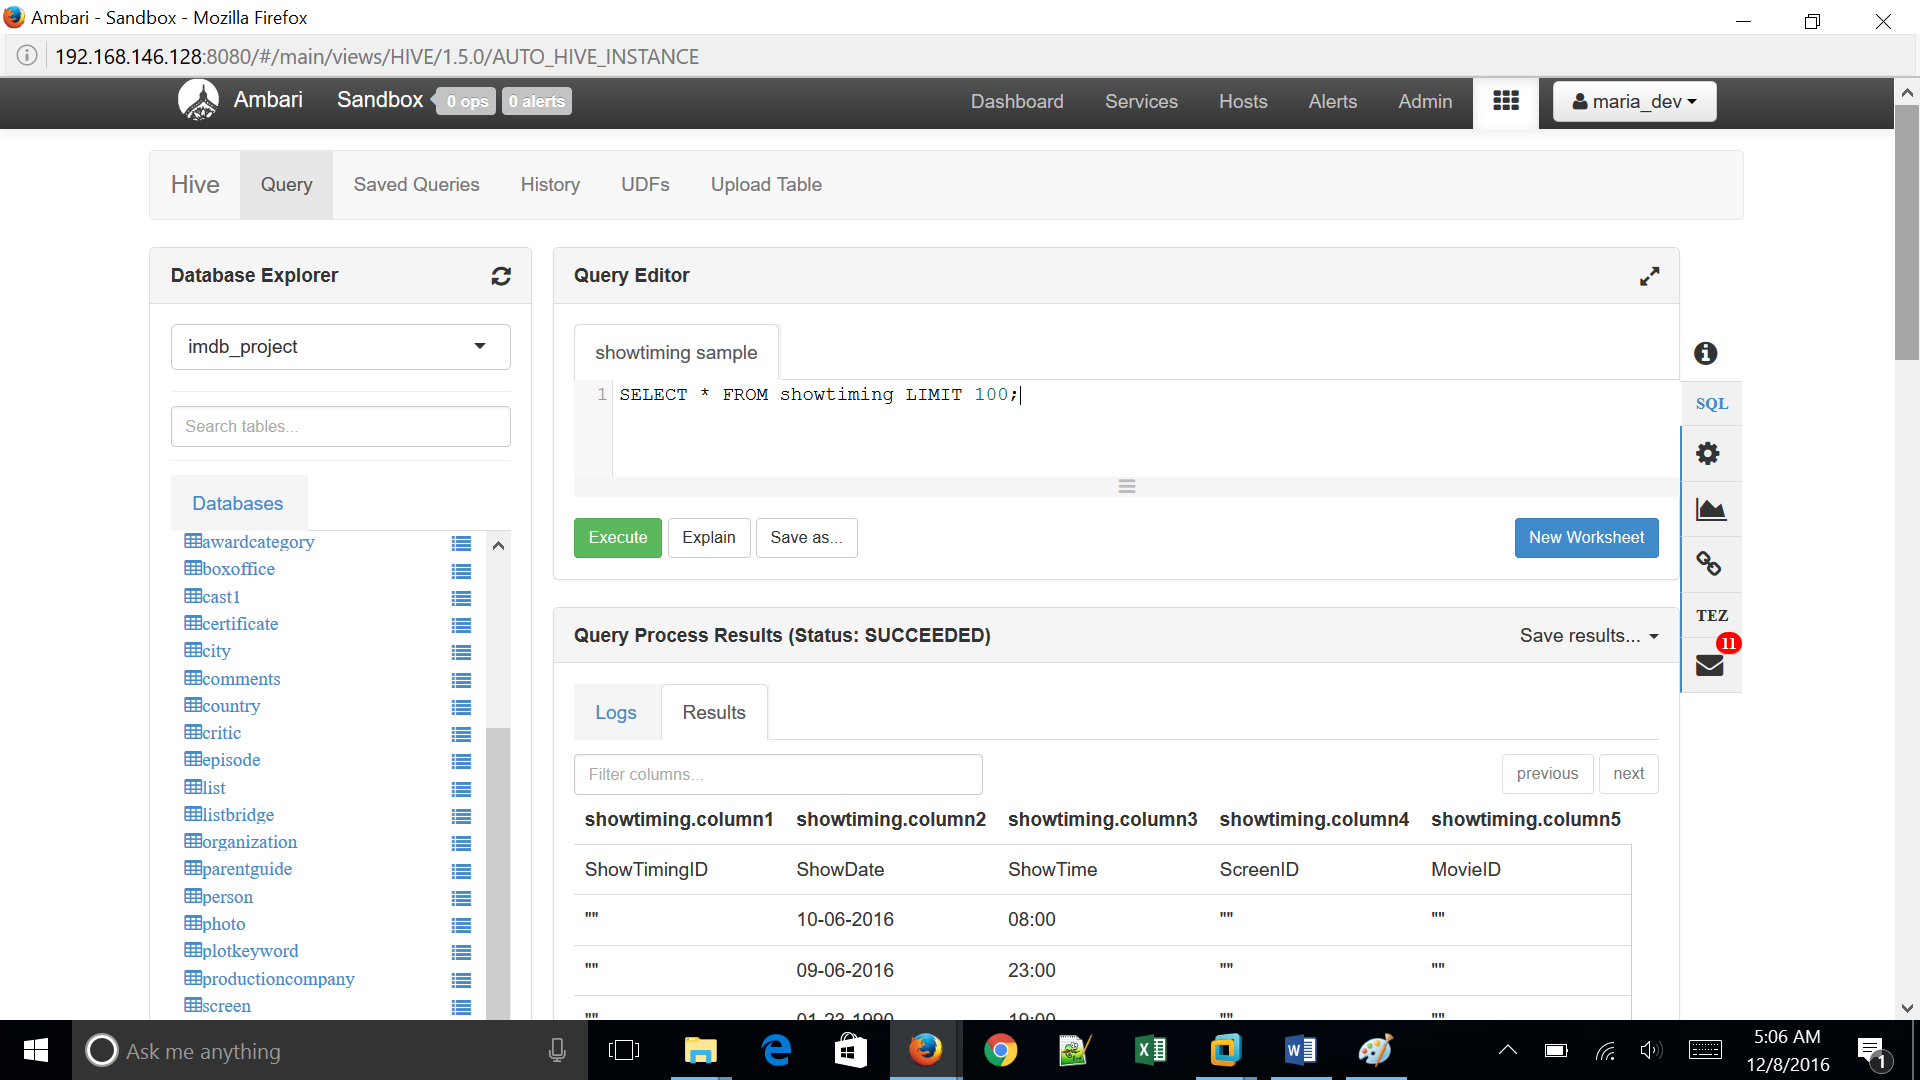 Ambari - Sandbox - Mozilla Firefox
192.168.146.128:8080/#/main/views/HIVE/1.5.0/AUTO_HIVE_INSTANCE
Ambari Sandbox 0 ops 0 alerts Dashboard Services Hosts Alerts Admin maria_dev
Hive Query Saved Queries History UDFs Upload Table
Database Explorer
imdb_project
Search tables...
Databases
awardcategory
boxoffice
cast1
certificate
city
comments
country
critic
episode
list
listbridge
organization
parentguide
person
photo
plotkeyword
productioncompany
screen
Query Editor
showtiming sample
1 SELECT * FROM showtiming LIMIT 100;
Execute Explain Save as... New Worksheet
SQL
TEZ
11
Query Process Results (Status: SUCCEEDED) Save results...
Logs Results
Filter columns... previous next
showtiming.column1 showtiming.column2 showtiming.column3 showtiming.column4 showtiming.column5
ShowTimingID ShowDate ShowTime ScreenID MovieID
"" 10-06-2016 08:00 "" ""
"" 09-06-2016 23:00 "" ""
"" 01-23-1990 19:00 "" ""
Ask me anything
5:06 AM
12/8/2016
1